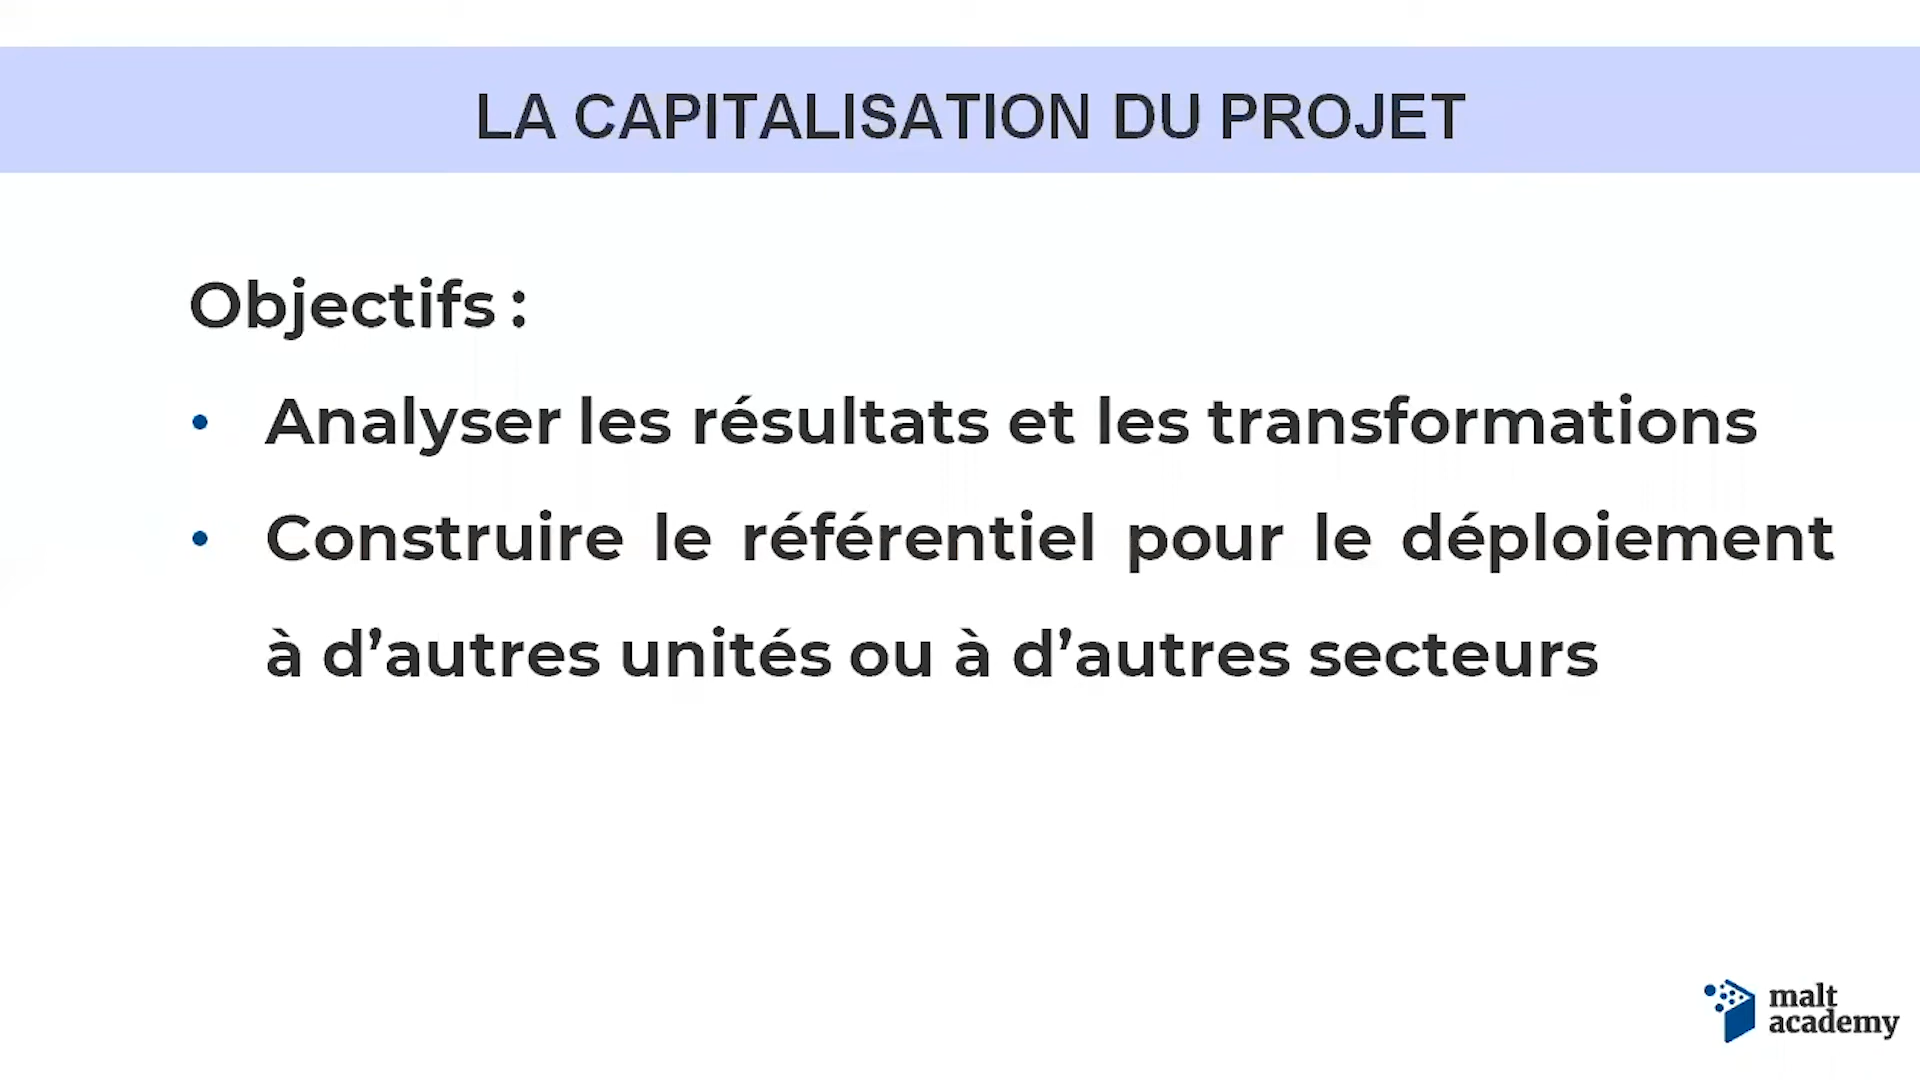 LA CAPITALISATION DU PROJET
Objectifs :
• Analyser les résultats et les transformations
• Construire le référentiel pour le déploiement
à d’autres unités ou à d’autres secteurs
malt
academy